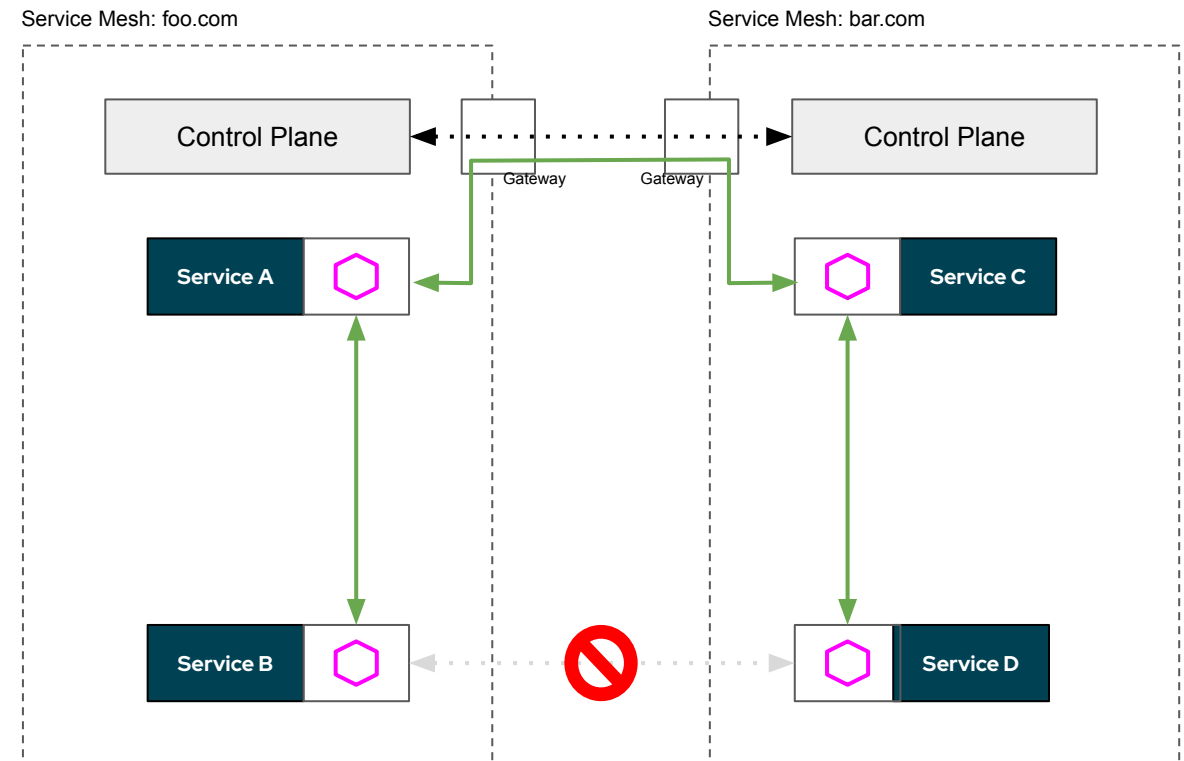 Service Mesh: foo.com
Service Mesh: bar.com
Control Plane
Control Plane
Gateway
Gateway
Service A
Service C
Service B
Service D